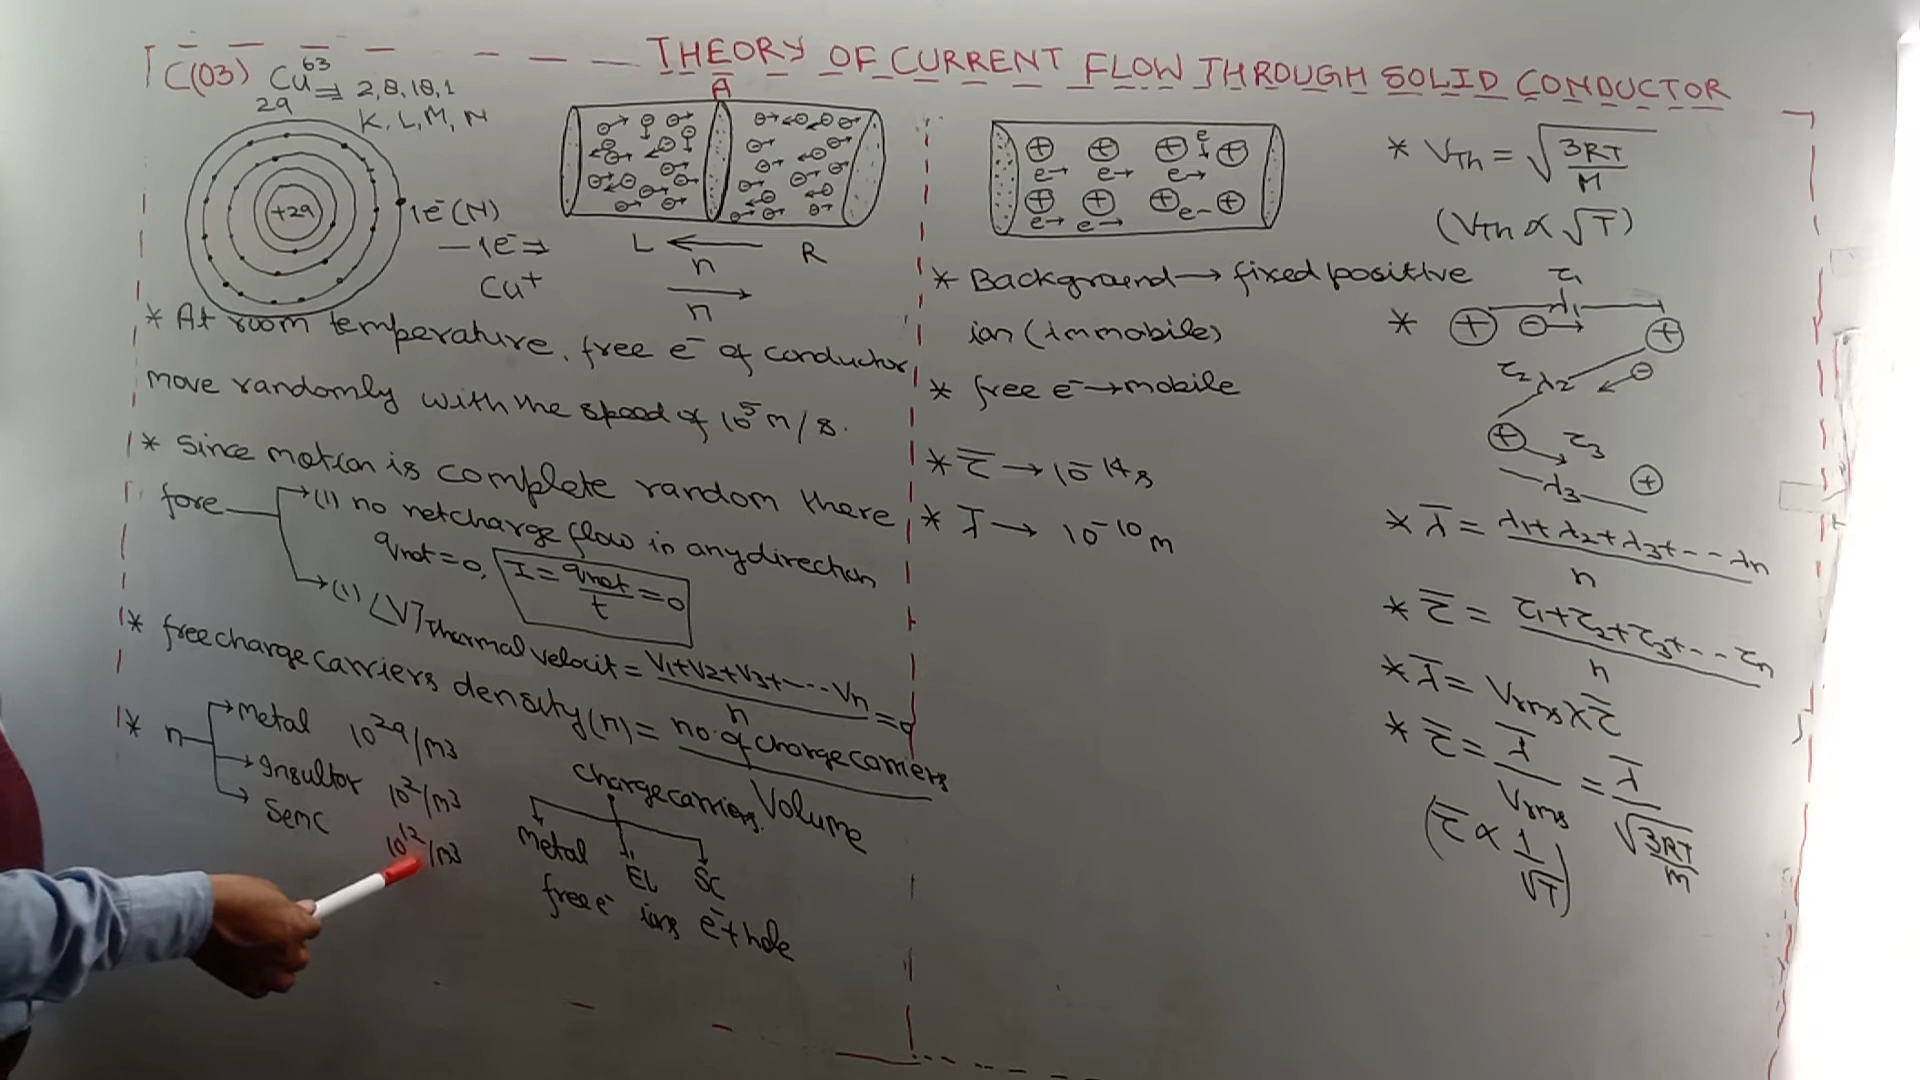 THEORY OF CURRENT FLOW THROUGH SOLID CONDUCTOR
C(03) Cu 63 29 ⇒ 2,8,18,1
K, L, M, N
+29
1e⁻(N)
-1e⁻ ⇒
Cu⁺
A
L ← R
n
→
n
* At room temperature, free e⁻ of conductor
move randomly with the speed of 10⁵ m/s.
* Since motion is complete random there
fore → (1) no net charge flow in any direction
qnet = 0, I = qnet/t = 0
→ (1) <V> Thermal velocit = V1+V2+V3+---Vn / n = 0
* free charge carriers density (n) = no. of charge carriers / Volume
* n → Metal 10²⁹/m3
→ Insultor 10²/m3
→ Semc 10¹²/m3
charge carriers
Metal EL SC
free e⁻ ions e⁻+hole
+ + + e +
e→ e→ e→
+ + + e- +
e→ e→
* Background → fixed positive
ion (immobile)
* free e⁻ → mobile
* τ̄ → 10⁻¹⁴ s
* λ̄ → 10⁻¹⁰ m
* VTh = √(3RT/M)
(VTh ∝ √T)
τ1
* + - → λ1 +
τ2 λ2 -
+ τ3
λ3 +
* λ̄ = λ1+λ2+λ3+---λn / n
* τ̄ = τ1+τ2+τ3+---τn / n
* λ̄ = Vrms × τ̄
* τ̄ = λ̄/Vrms = λ̄/√(3RT/M)
(τ̄ ∝ 1/√T)